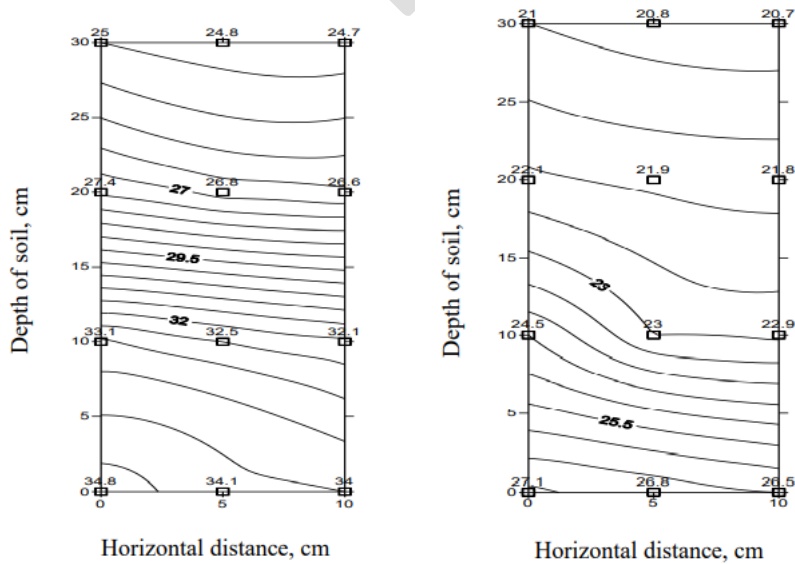 25 24.8 24.7
30
25
27.4 27 26.8 26.6
20
29.5
15
32
33.1 32.5 32.1
10
5
34.8 34.1 34
0
0 5 10
Depth of soil, cm
Horizontal distance, cm
21 20.8 20.7
30
25
22.1 21.9 21.8
20
15
23
24.5 23 22.9
10
25.5
5
27.1 26.8 26.5
0
0 5 10
Depth of soil, cm
Horizontal distance, cm